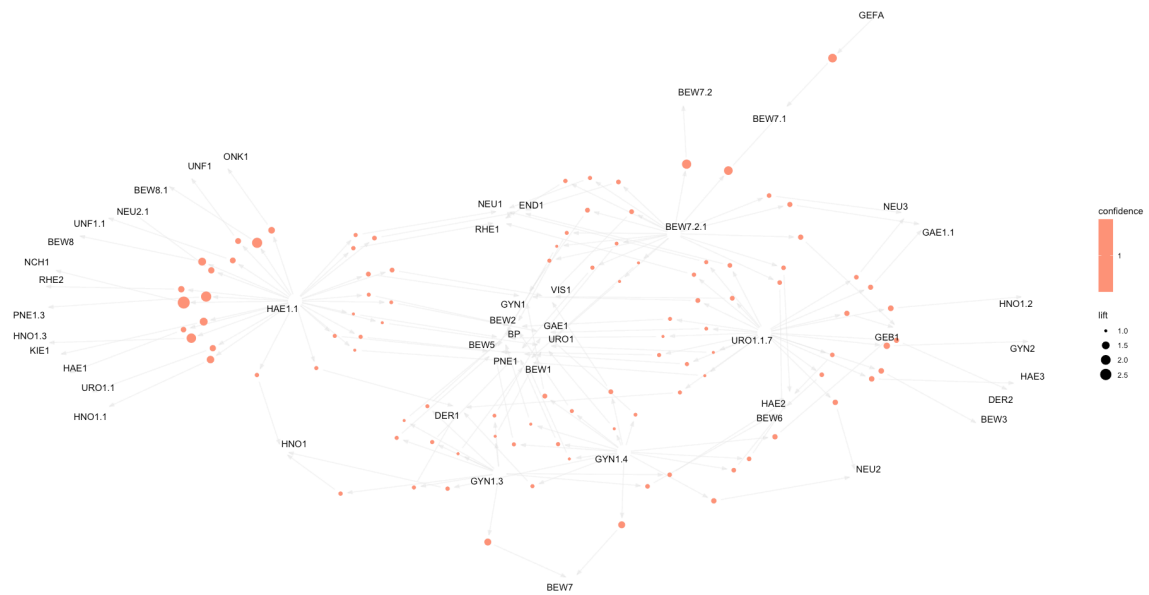 GEFA
BEW7.2
BEW7.1
ONK1
UNF1
BEW8.1
NEU2.1
UNF1.1
BEW8
NCH1
RHE2
PNE1.3
HNO1.3
KIE1
HAE1
URO1.1
HNO1.1
HAE1.1
NEU1
END1
RHE1
BEW7.2.1
NEU3
GAE1.1
VIS1
GYN1
BEW2
GAE1
BP
URO1
BEW5
PNE1
BEW1
URO1.1.7
HNO1.2
GEB1
GYN2
HAE3
DER2
BEW3
HAE2
BEW6
DER1
HNO1
GYN1.4
GYN1.3
NEU2
BEW7
confidence
1
lift
1.0
1.5
2.0
2.5